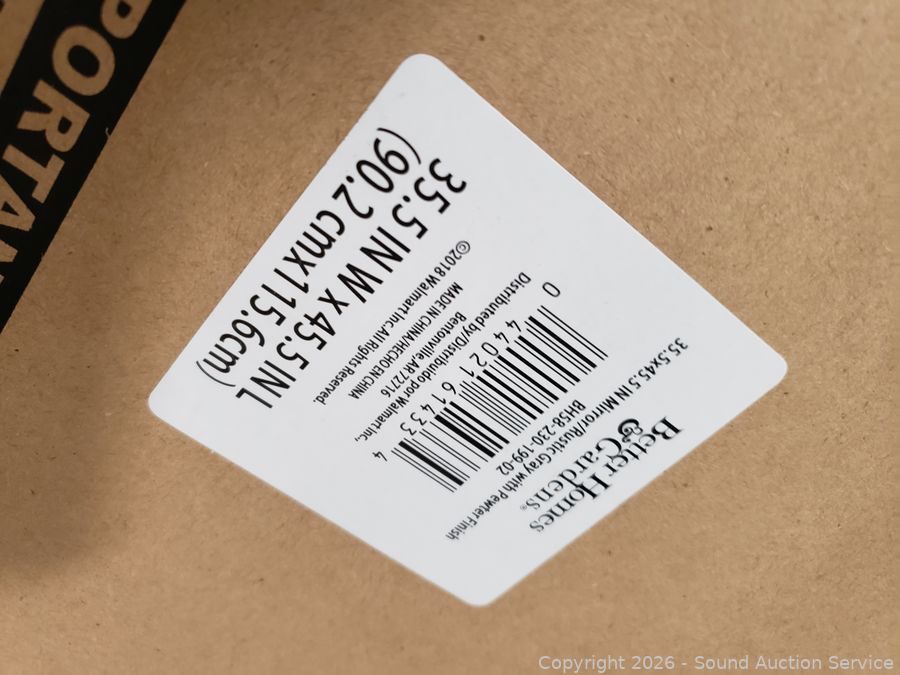 PORTA
Better Homes
& Gardens®
35.5x45.5 IN Mirror/Rustic Gray with Pewter Finish
BH58-230-199-02
0 44021 61433 4
Distributed by/Distribuido por Walmart Inc.,
Bentonville, AR 72716
MADE IN CHINA/HECHO EN CHINA
©2018 Walmart Inc. All Rights Reserved.
35.5 IN W x 45.5 IN L
(90.2 cm x 115.6cm)
Copyright 2026 - Sound Auction Service